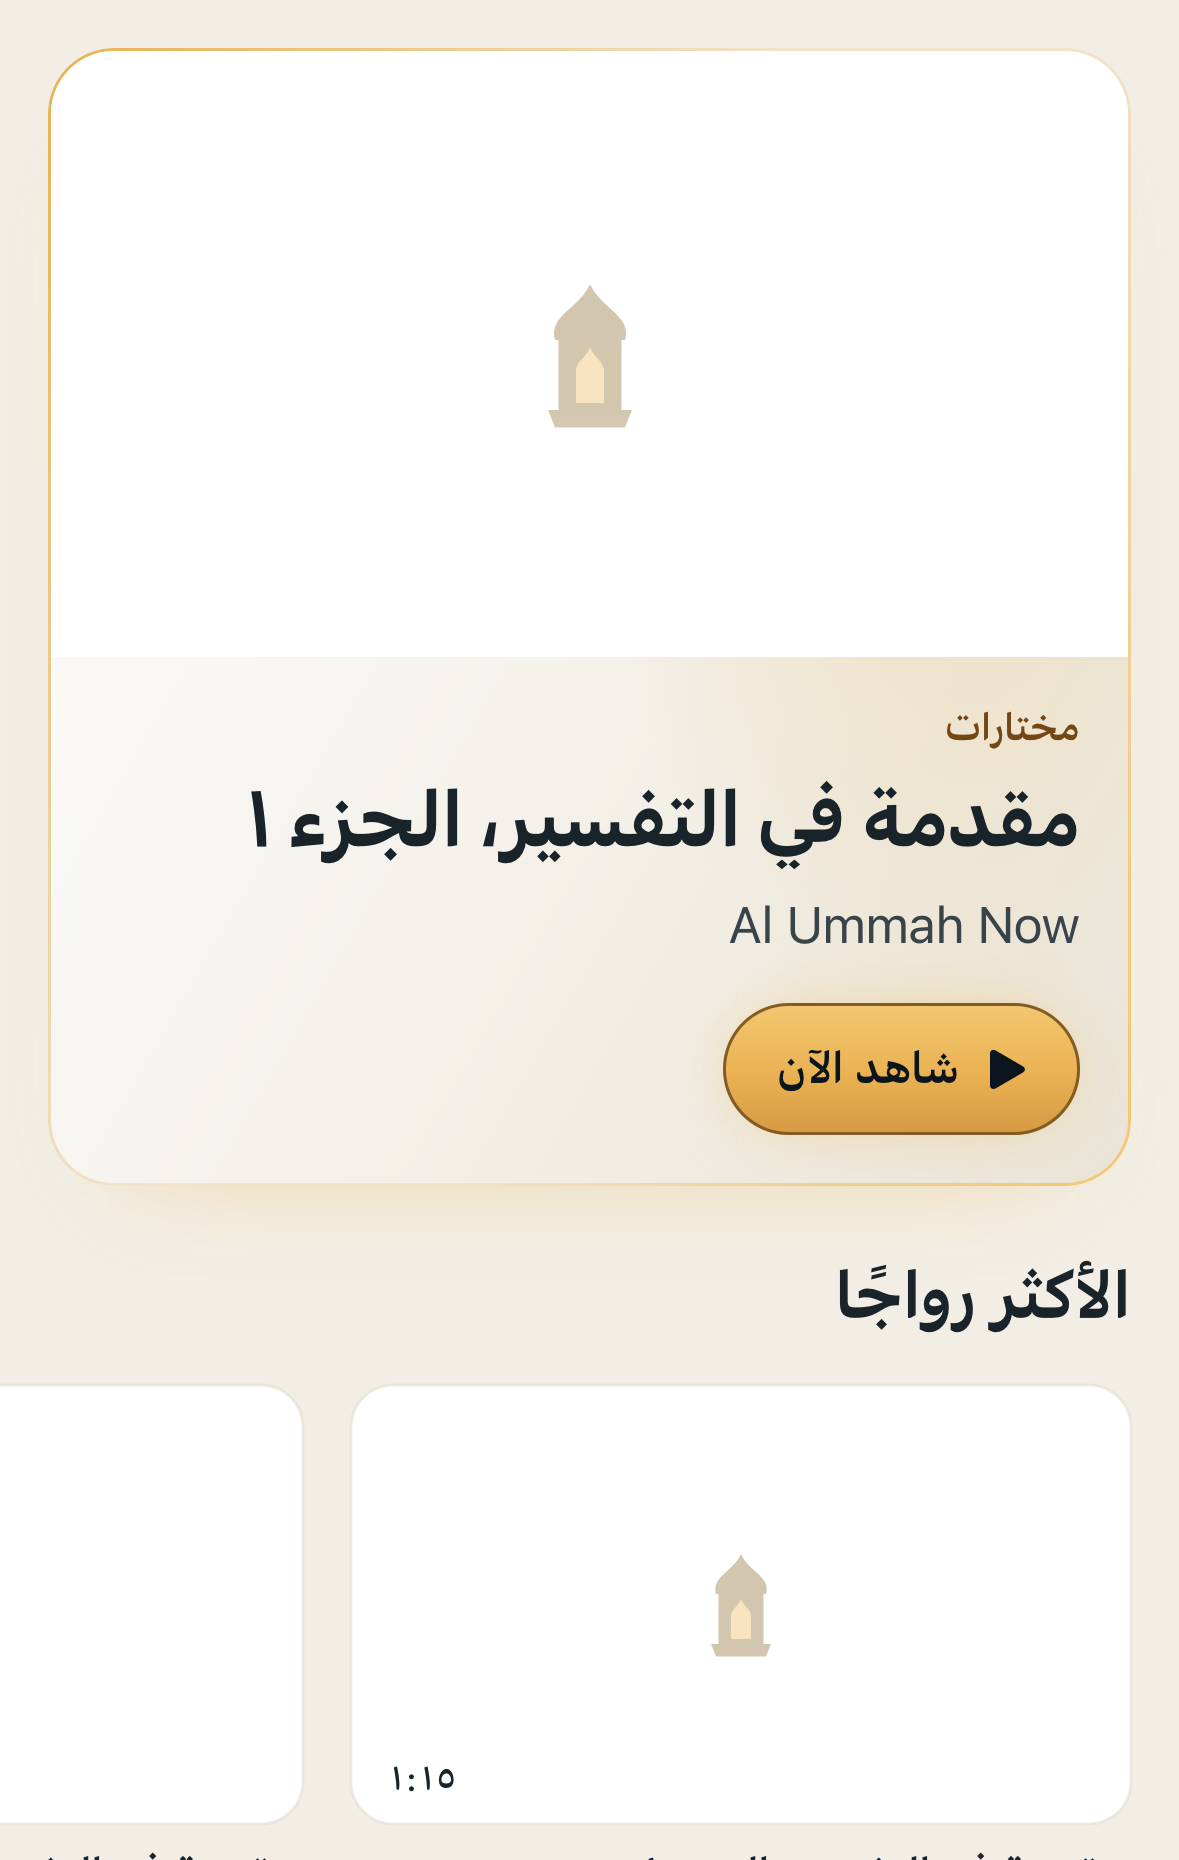 مختارات
مقدمة في التفسير، الجزء ١
Al Ummah Now
شاهد الآن
الأكثر رواجًا
١:١٥